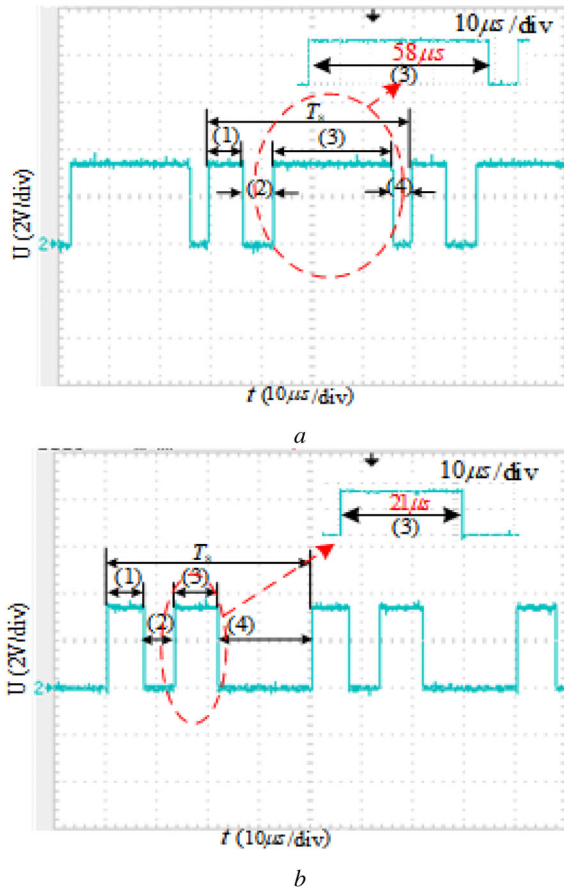 10μs/div
58μs
(3)
Ts
(1)
(3)
(2)
(4)
U (2V/div)
2
t (10μs/div)
a
10μs/div
21μs
(3)
Ts
(1)
(3)
(2)
(4)
U (2V/div)
2
t (10μs/div)
b